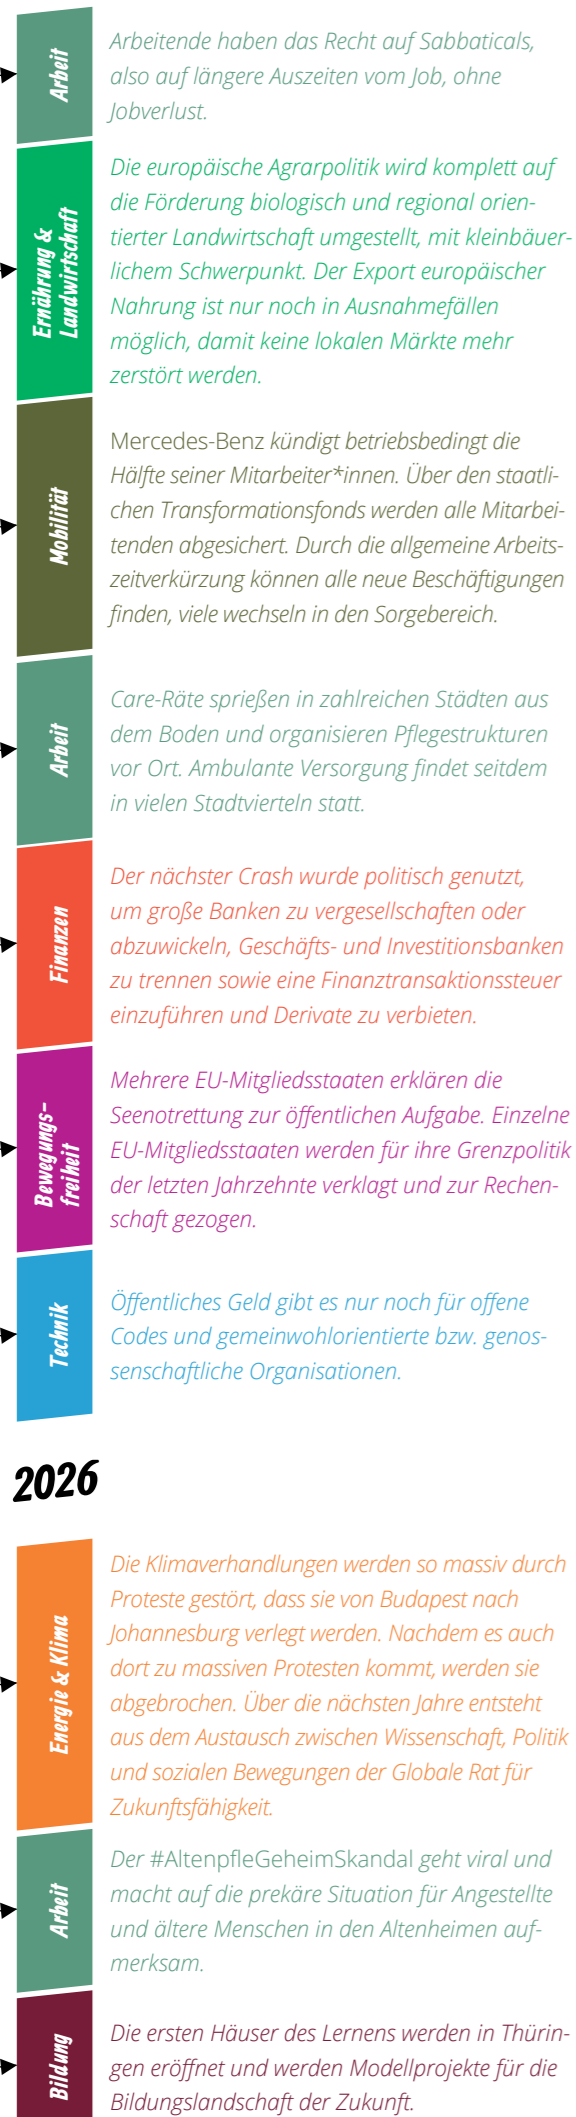 Arbeit
Arbeitende haben das Recht auf Sabbaticals,
also auf längere Auszeiten vom Job, ohne
Jobverlust.
Ernährung &
Landwirtschaft
Die europäische Agrarpolitik wird komplett auf
die Förderung biologisch und regional orien-
tierter Landwirtschaft umgestellt, mit kleinbäuer-
lichem Schwerpunkt. Der Export europäischer
Nahrung ist nur noch in Ausnahmefällen
möglich, damit keine lokalen Märkte mehr
zerstört werden.
Mobilität
Mercedes-Benz kündigt betriebsbedingt die
Hälfte seiner Mitarbeiter*innen. Über den staatli-
chen Transformationsfonds werden alle Mitarbei-
tenden abgesichert. Durch die allgemeine Arbeits-
zeitverkürzung können alle neue Beschäftigungen
finden, viele wechseln in den Sorgebereich.
Arbeit
Care-Räte sprießen in zahlreichen Städten aus
dem Boden und organisieren Pflegestrukturen
vor Ort. Ambulante Versorgung findet seitdem
in vielen Stadtvierteln statt.
Finanzen
Der nächster Crash wurde politisch genutzt,
um große Banken zu vergesellschaften oder
abzuwickeln, Geschäfts- und Investitionsbanken
zu trennen sowie eine Finanztransaktionssteuer
einzuführen und Derivate zu verbieten.
Bewegungs-
freiheit
Mehrere EU-Mitgliedsstaaten erklären die
Seenotrettung zur öffentlichen Aufgabe. Einzelne
EU-Mitgliedsstaaten werden für ihre Grenzpolitik
der letzten Jahrzehnte verklagt und zur Rechen-
schaft gezogen.
Technik
Öffentliches Geld gibt es nur noch für offene
Codes und gemeinwohlorientierte bzw. genos-
senschaftliche Organisationen.
2026
Energie & Klima
Die Klimaverhandlungen werden so massiv durch
Proteste gestört, dass sie von Budapest nach
Johannesburg verlegt werden. Nachdem es auch
dort zu massiven Protesten kommt, werden sie
abgebrochen. Über die nächsten Jahre entsteht
aus dem Austausch zwischen Wissenschaft, Politik
und sozialen Bewegungen der Globale Rat für
Zukunftsfähigkeit.
Arbeit
Der #AltenpfleGeheimSkandal geht viral und
macht auf die prekäre Situation für Angestellte
und ältere Menschen in den Altenheimen auf-
merksam.
Bildung
Die ersten Häuser des Lernens werden in Thürin-
gen eröffnet und werden Modellprojekte für die
Bildungslandschaft der Zukunft.